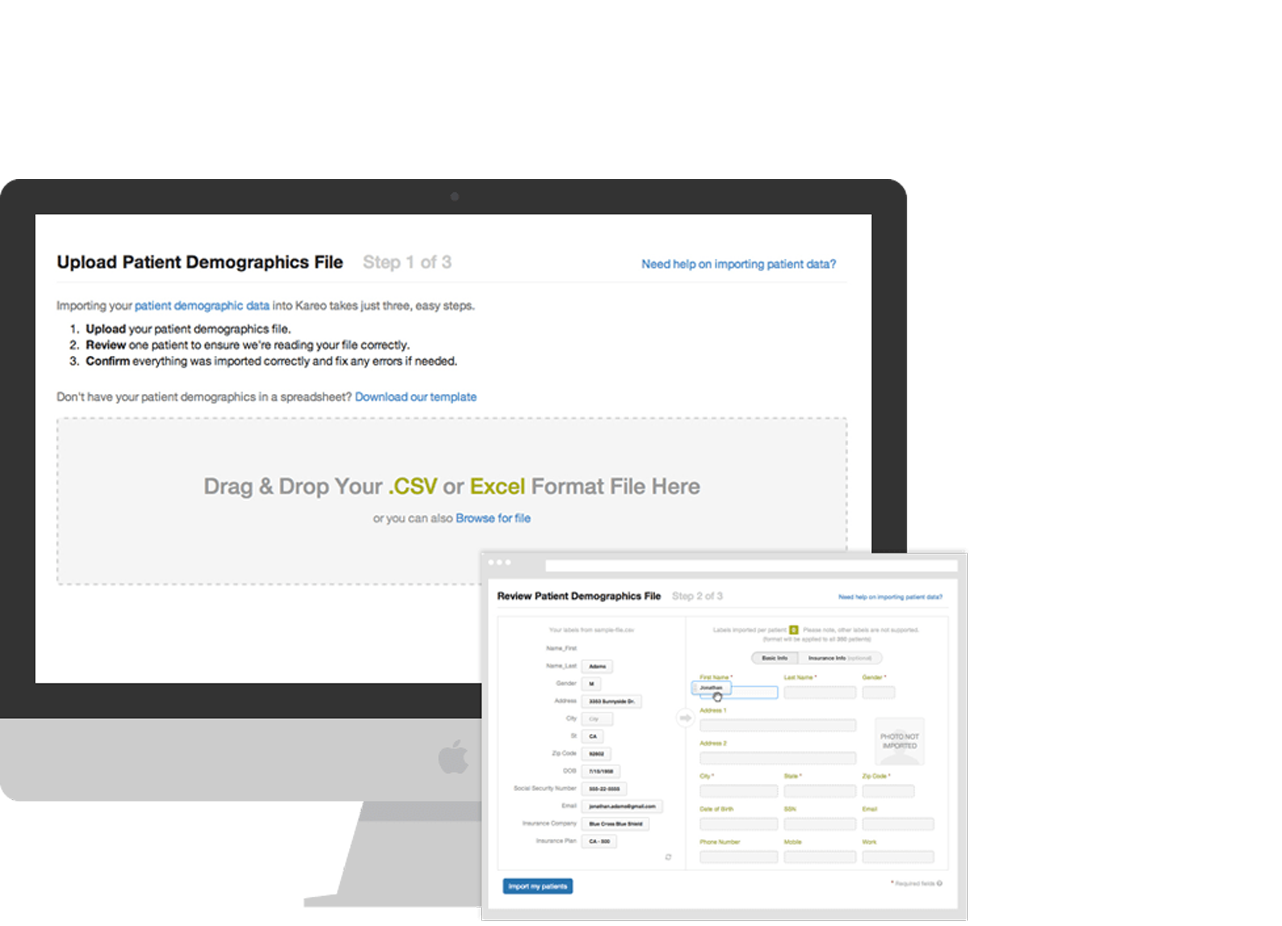 Upload Patient Demographics File Step 1 of 3
Need help on importing patient data?
Importing your patient demographic data into Kareo takes just three, easy steps.
1. Upload your patient demographics file.
2. Review one patient to ensure we're reading your file correctly.
3. Confirm everything was imported correctly and fix any errors if needed.
Don't have your patient demographics in a spreadsheet? Download our template
Drag & Drop Your .CSV or Excel Format File Here
or you can also Browse for file
Review Patient Demographics File Step 2 of 3
Need help on importing patient data?
Your labels from sample-file.csv
Name_First
Name_Last Adams
Gender M
Address 3353 Sunnyside Dr.
City City
St CA
Zip Code 92602
DOB 7/15/1958
Social Security Number 555-22-5555
Email jonathan.adams@gmail.com
Insurance Company Blue Cross Blue Shield
Insurance Plan CA - 500
Import my patients
Labels imported per patient Please note, other labels are not supported.
(format will be applied to all patients)
Basic Info Insurance Info (optional)
First Name * Last Name * Gender *
Jonathan
Address 1
Address 2
PHOTO NOT
IMPORTED
City * State * Zip Code *
Date of Birth SSN Email
Phone Number Mobile Work
* Required fields